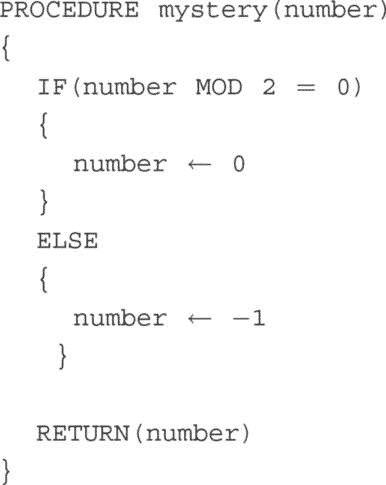 PROCEDURE mystery(number)
{
IF(number MOD 2 = 0)
{
number ← 0
}
ELSE
{
number ← −1
}
RETURN(number)
}